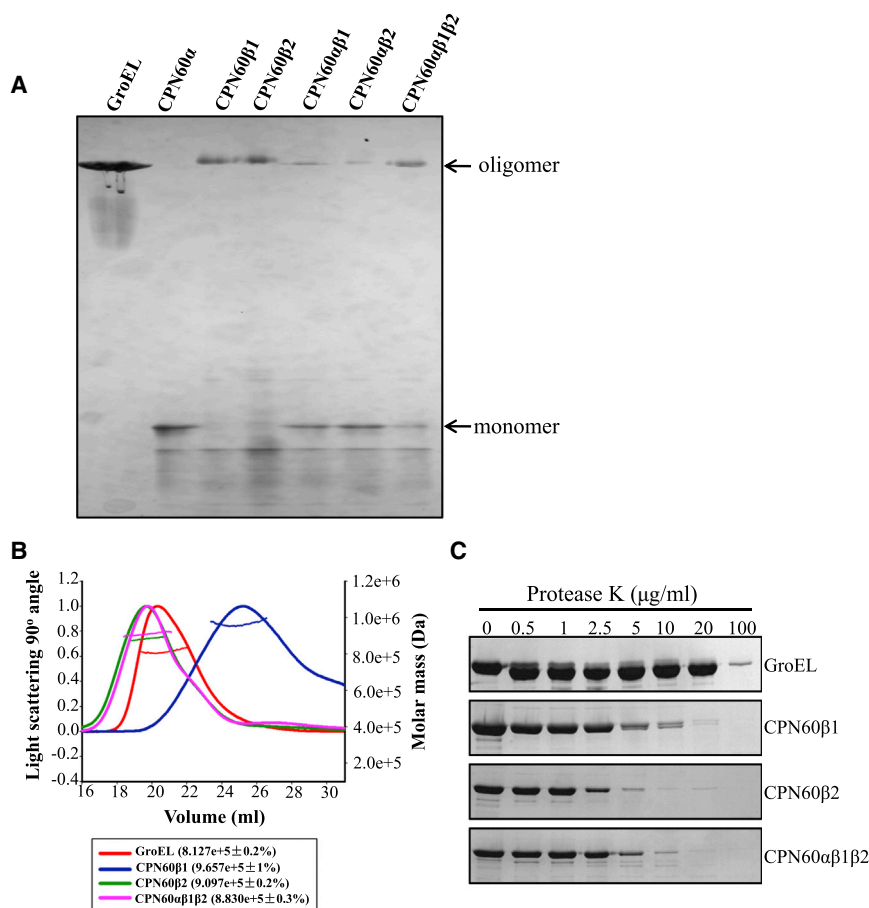 A
GroEL
CPN60α
CPN60β1
CPN60β2
CPN60αβ1
CPN60αβ2
CPN60αβ1β2
oligomer
monomer
B
Light scattering 90° angle
1.2
1.0
0.8
0.6
0.4
0.2
0.0
-0.2
-0.4
16 18 20 22 24 26 28 30
Volume (ml)
1.2e+6
1.0e+6
8.0e+5
6.0e+5
4.0e+5
2.0e+5
Molar mass (Da)
GroEL (8.127e+5±0.2%)
CPN60β1 (9.657e+5±1%)
CPN60β2 (9.097e+5±0.2%)
CPN60αβ1β2 (8.830e+5±0.3%)
C
Protease K (μg/ml)
0 0.5 1 2.5 5 10 20 100
GroEL
CPN60β1
CPN60β2
CPN60αβ1β2